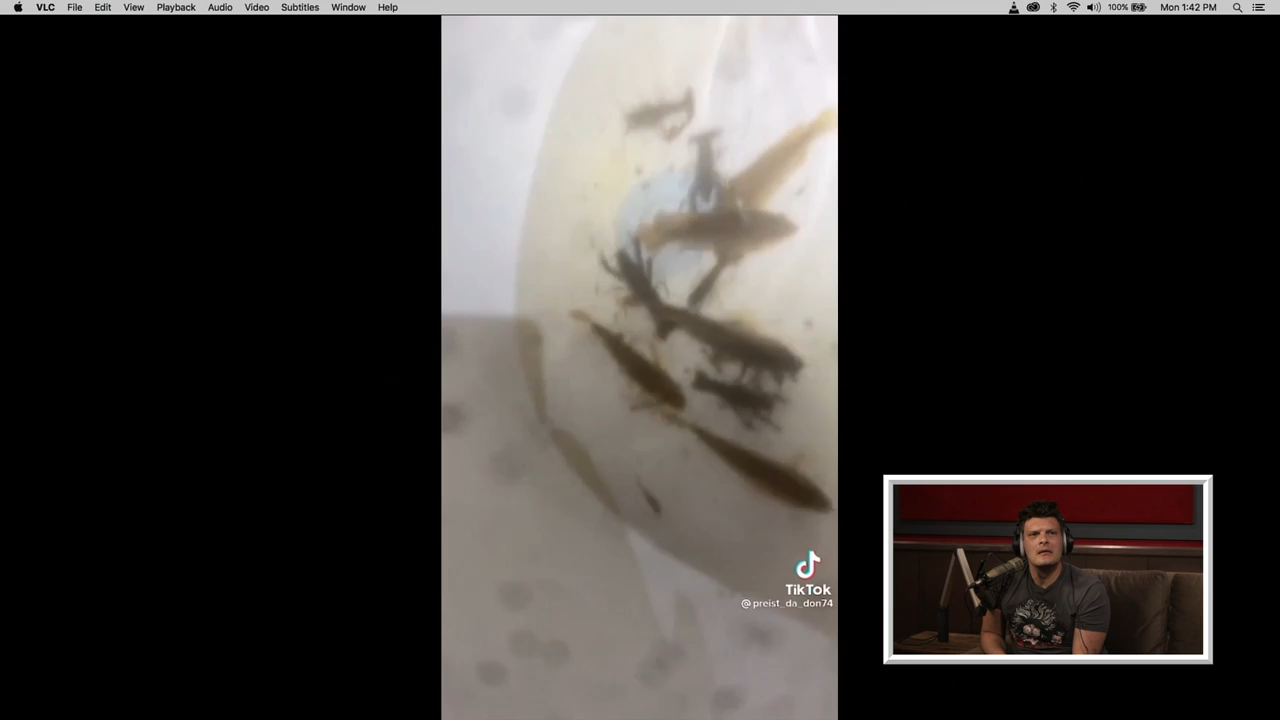 VLC File Edit View Playback Audio Video Subtitles Window Help 100% Mon 1:42 PM
TikTok
@preist_da_don74